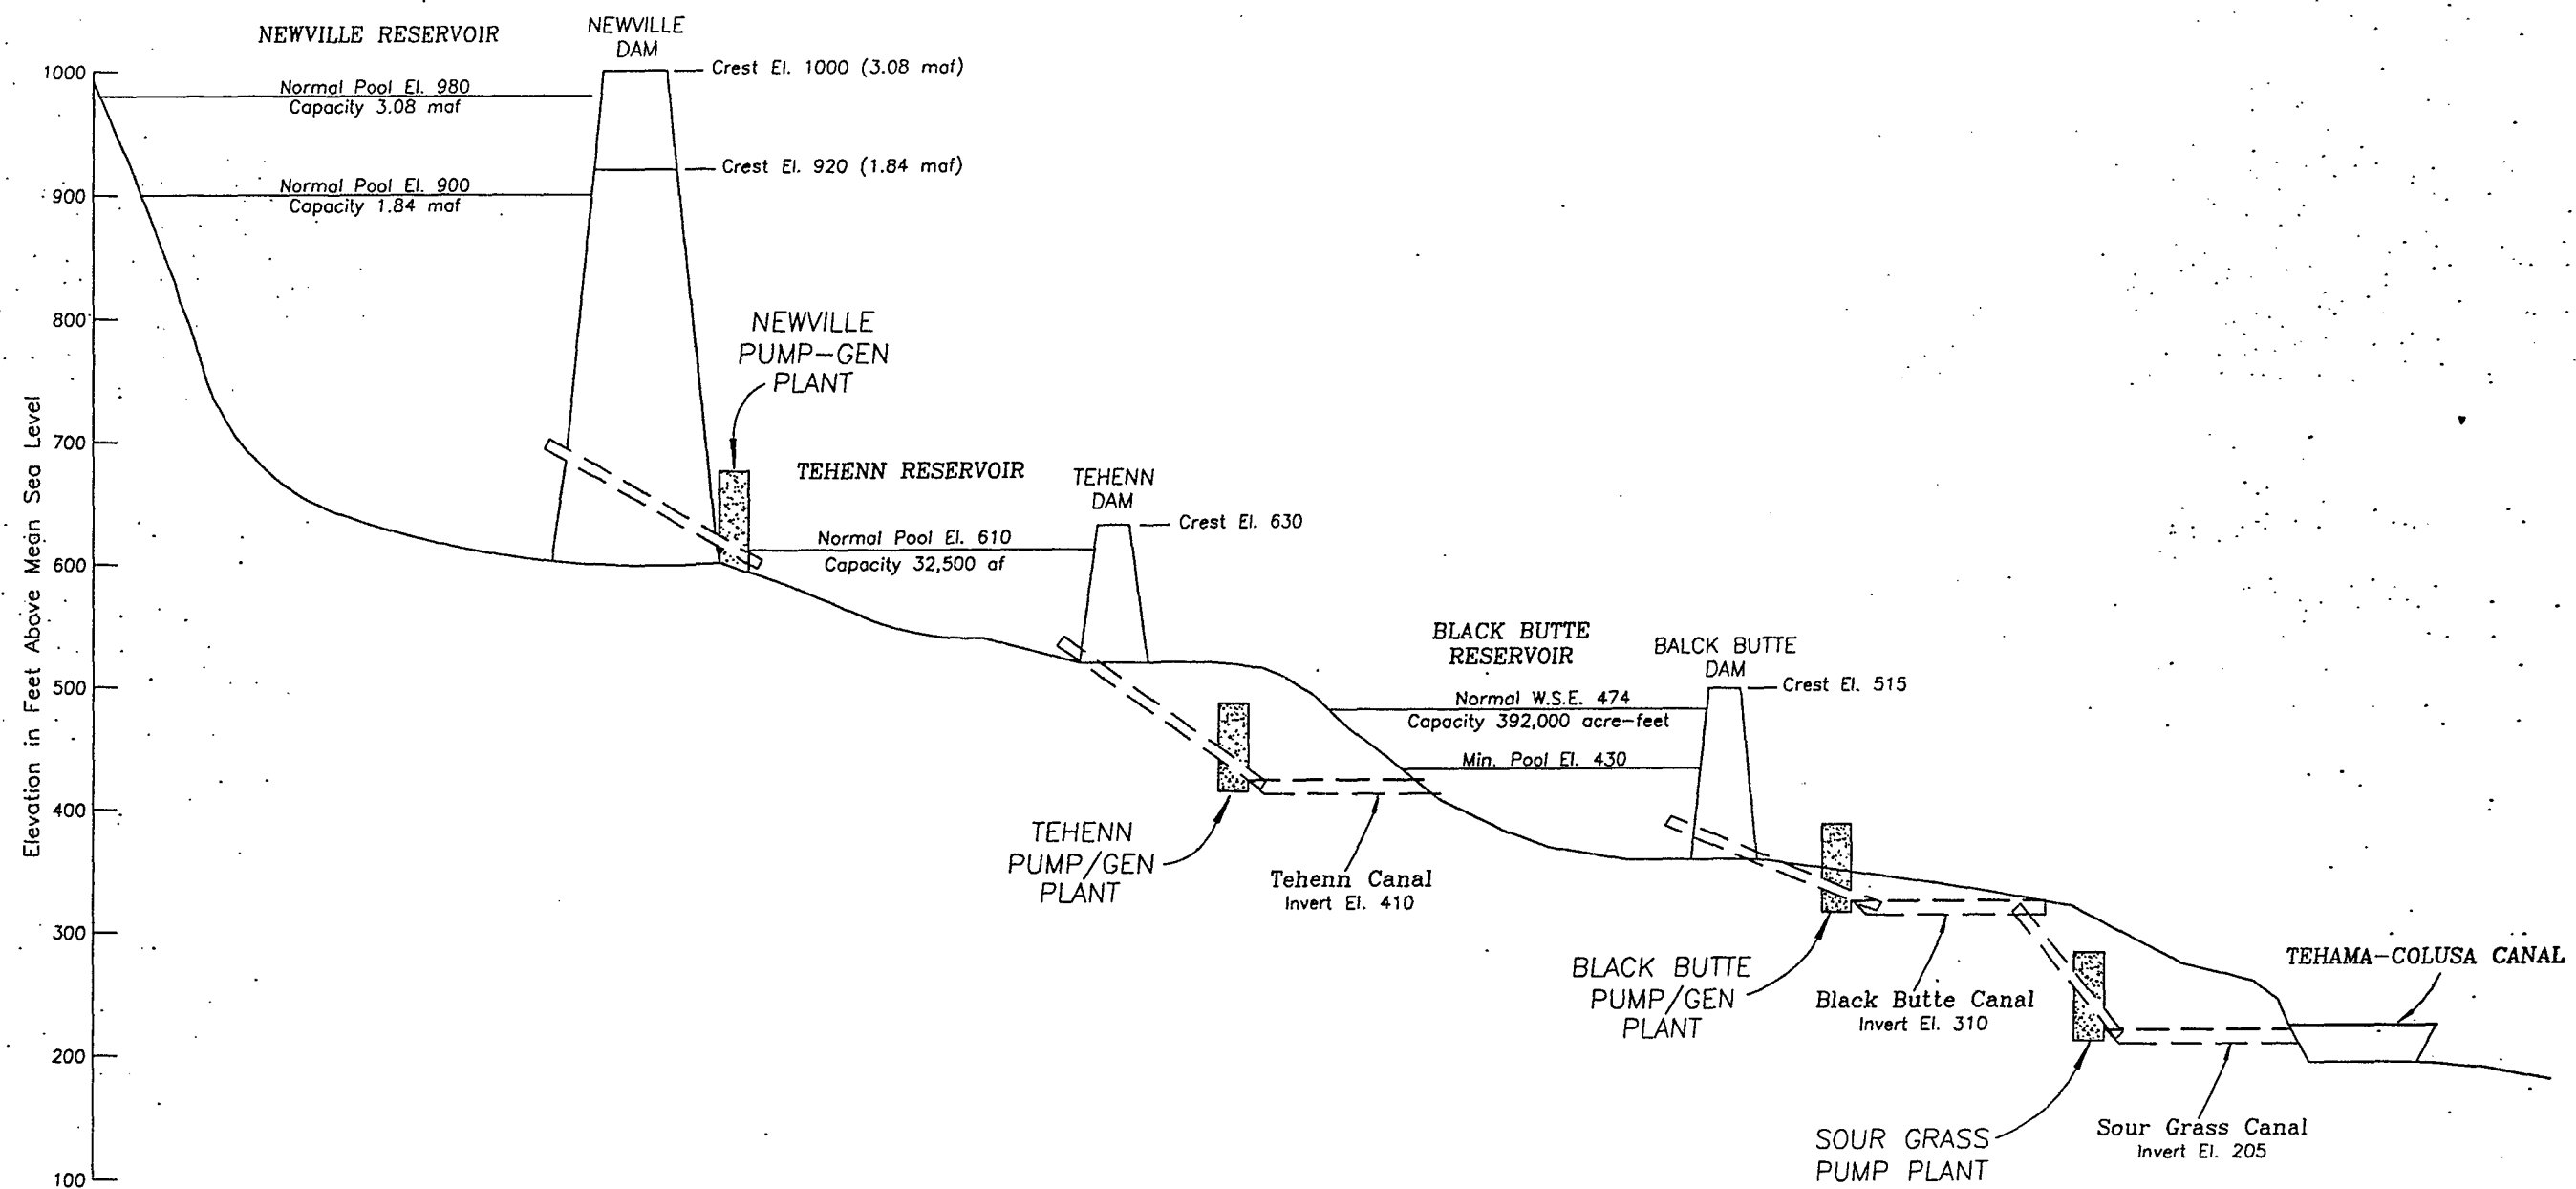 NEWVILLE RESERVOIR
NEWVILLE
DAM
1000
Normal Pool El. 980
Capacity 3.08 maf
Crest El. 1000 (3.08 maf)
Crest El. 920 (1.84 maf)
900
Normal Pool El. 900
Capacity 1.84 maf
800
NEWVILLE
PUMP-GEN
PLANT
700
TEHENN RESERVOIR
TEHENN
DAM
Crest El. 630
Normal Pool El. 610
Capacity 32,500 af
600
Elevation in Feet Above Mean Sea Level
500
BLACK BUTTE
RESERVOIR
BALCK BUTTE
DAM
Crest El. 515
Normal W.S.E. 474
Capacity 392,000 acre-feet
Min. Pool El. 430
400
TEHENN
PUMP/GEN
PLANT
Tehenn Canal
Invert El. 410
300
BLACK BUTTE
PUMP/GEN
PLANT
Black Butte Canal
Invert El. 310
TEHAMA-COLUSA CANAL
200
SOUR GRASS
PUMP PLANT
Sour Grass Canal
Invert El. 205
100